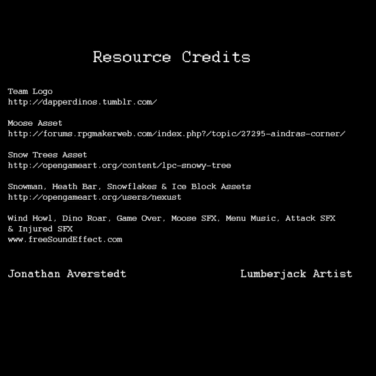 Resource Credits
Team Logo
http://dapperdinos.tumblr.com/
Moose Asset
http://forums.rpgmakerweb.com/index.php?/topic/27295-aindras-corner/
Snow Trees Asset
http://opengameart.org/content/lpc-snowy-tree
Snowman, Heath Bar, Snowflakes & Ice Block Assets
http://opengameart.org/users/nexust
Wind Howl, Dino Roar, Game Over, Moose SFX, Menu Music, Attack SFX
& Injured SFX
www.freeSoundEffect.com
Jonathan Averstedt Lumberjack Artist